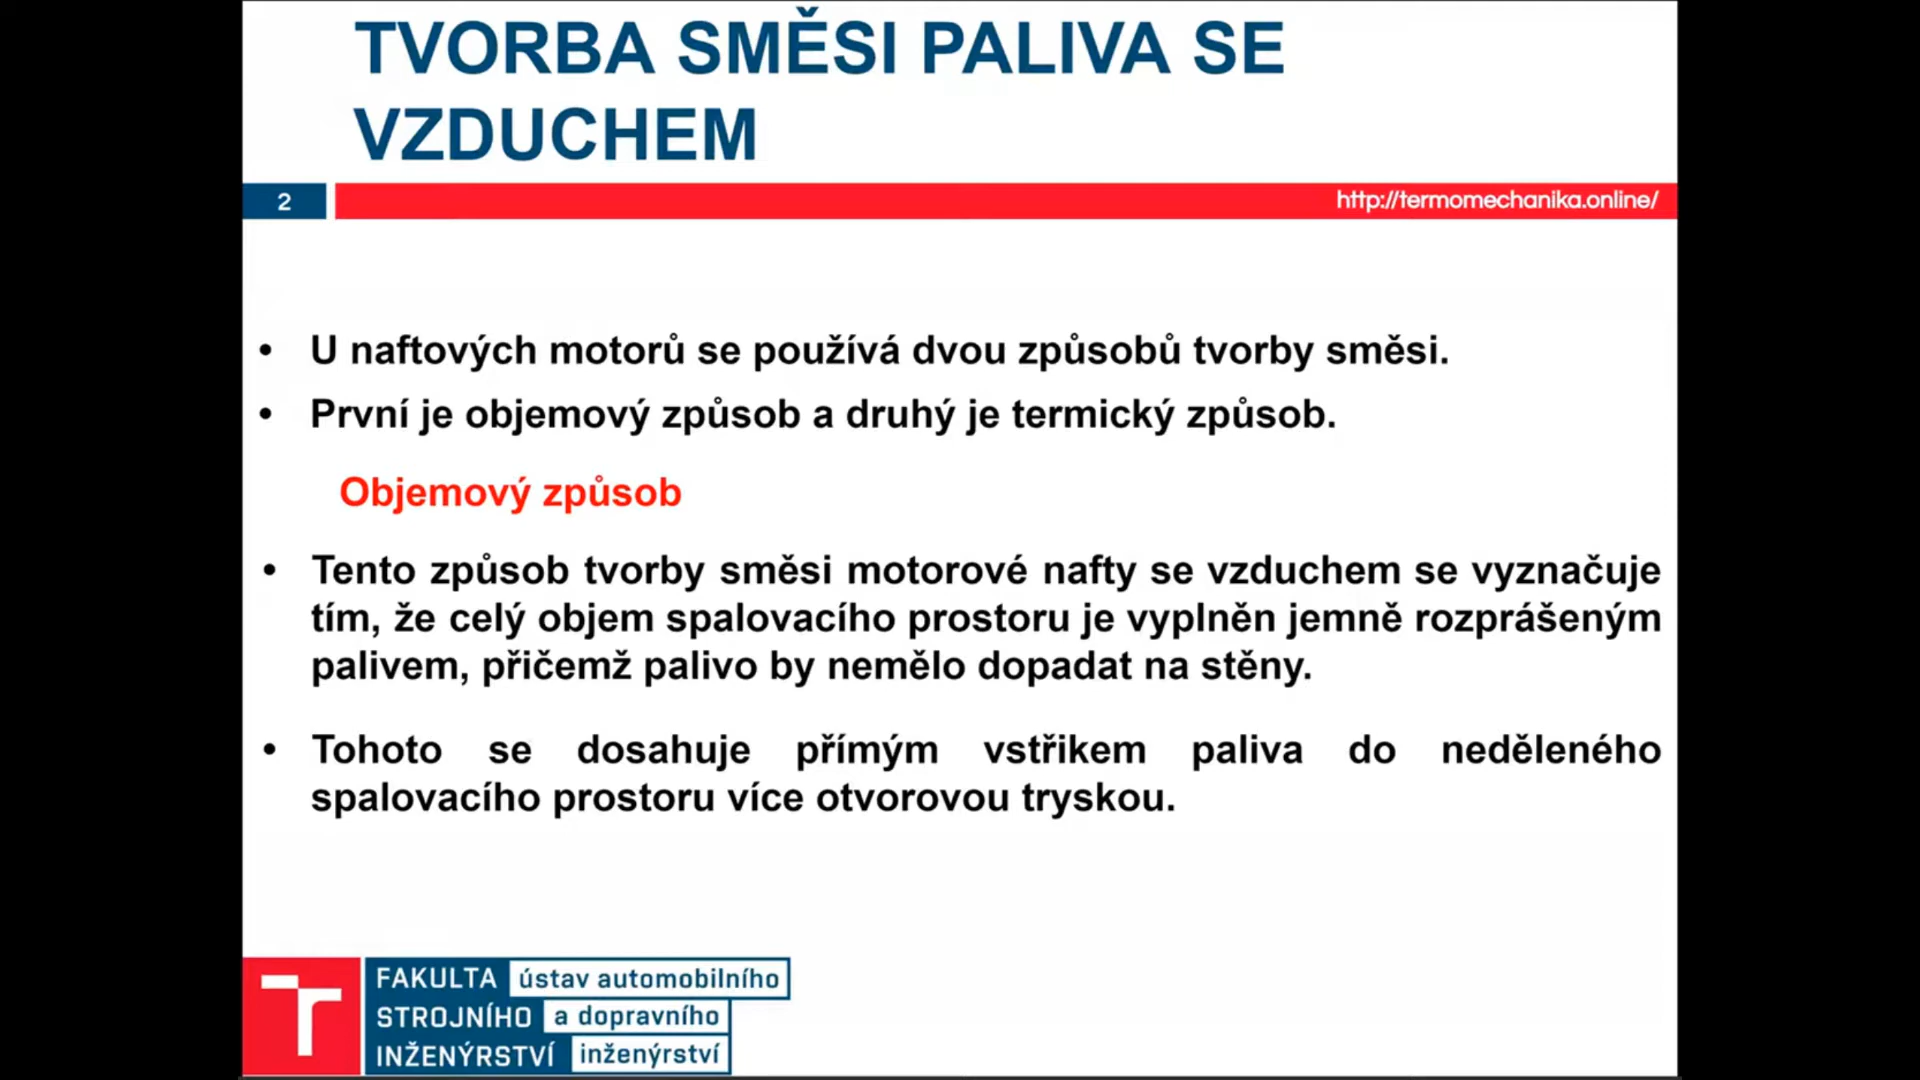 TVORBA SMĚSI PALIVA SE
VZDUCHEM
2
http://termomechanika.online/
• U naftových motorů se používá dvou způsobů tvorby směsi.
• První je objemový způsob a druhý je termický způsob.
Objemový způsob
• Tento způsob tvorby směsi motorové nafty se vzduchem se vyznačuje
tím, že celý objem spalovacího prostoru je vyplněn jemně rozprášeným
palivem, přičemž palivo by nemělo dopadat na stěny.
• Tohoto se dosahuje přímým vstřikem paliva do neděleného
spalovacího prostoru více otvorovou tryskou.
FAKULTA ústav automobilního
STROJNÍHO a dopravního
INŽENÝRSTVÍ inženýrství